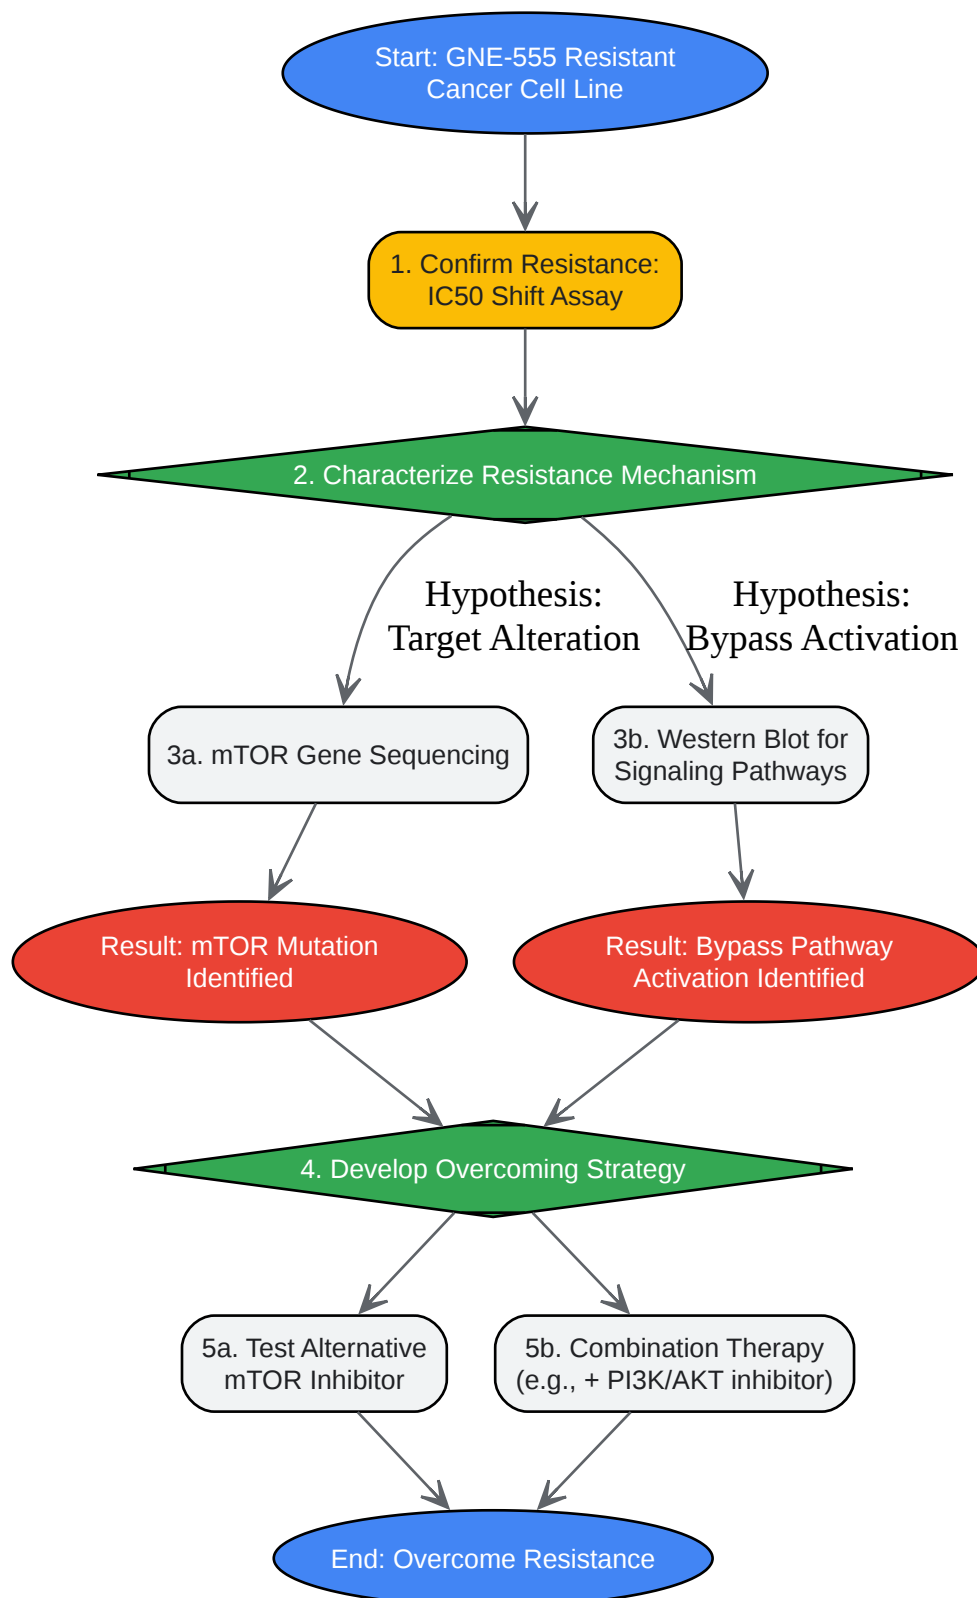 Start: GNE-555 Resistant
Cancer Cell Line
1. Confirm Resistance:
IC50 Shift Assay
2. Characterize Resistance Mechanism
Hypothesis:
Target Alteration
Hypothesis:
Bypass Activation
3a. mTOR Gene Sequencing
3b. Western Blot for
Signaling Pathways
Result: mTOR Mutation
Identified
Result: Bypass Pathway
Activation Identified
4. Develop Overcoming Strategy
5a. Test Alternative
mTOR Inhibitor
5b. Combination Therapy
(e.g., + PI3K/AKT inhibitor)
End: Overcome Resistance